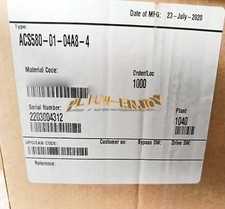 Date of MFG: 23-July-2020
Type:
ACS580-01-04A8-4
Material Code:
Order/Loc
1000
Serial Number
2203004312
Plant
1040
UPC/EAN CODE:
Customer no:
Bypass SW:
Drive SW:
Reference: